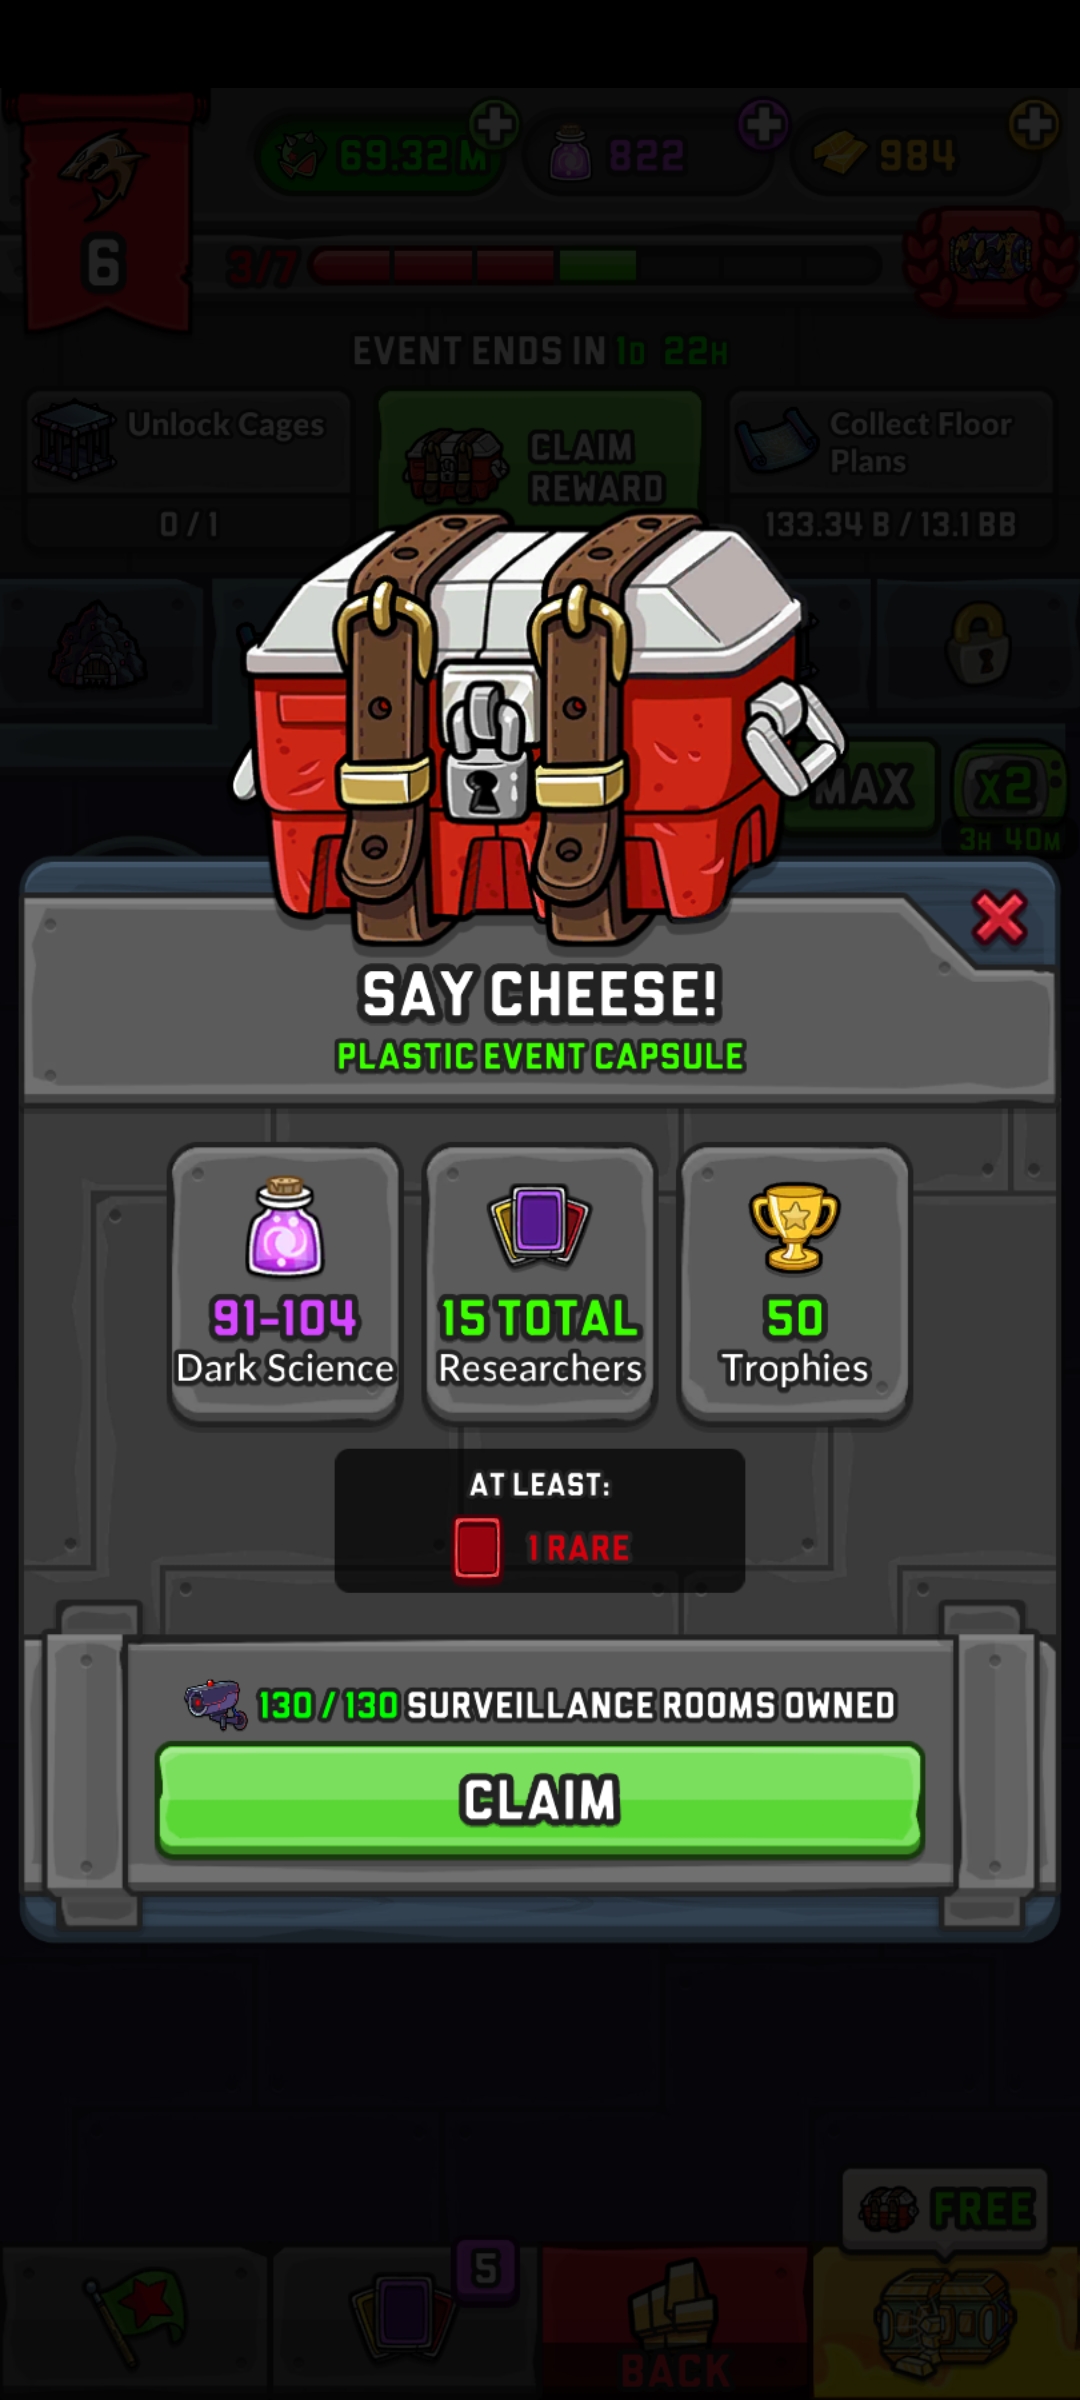 69.32 M
822
984
6
3/7
EVENT ENDS IN 1D 22H
Unlock Cages
0 / 1
CLAIM
REWARD
Collect Floor
Plans
133.34 B / 13.1 BB
MAX
x2
3H 40M
SAY CHEESE!
PLASTIC EVENT CAPSULE
91-104
Dark Science
15 TOTAL
Researchers
50
Trophies
AT LEAST:
1 RARE
130 / 130 SURVEILLANCE ROOMS OWNED
CLAIM
FREE
5
BACK